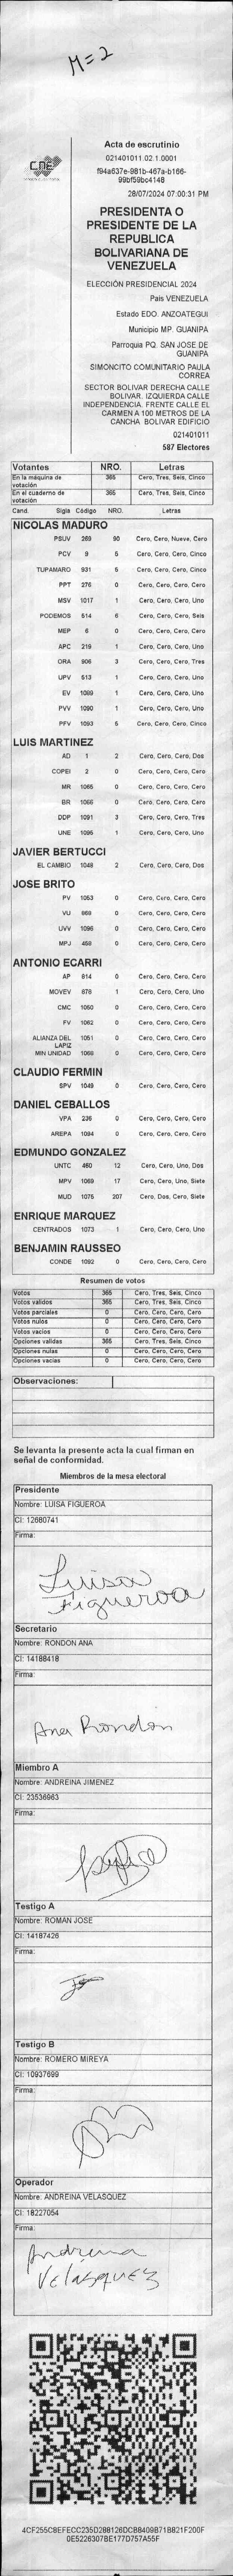 M=2
CNE
Acta de escrutinio
021401011.02.1.0001
f94a637e-981b-467a-b166-
99bf59bc4148
28/07/2024 07:00:31 PM
PRESIDENTA O
PRESIDENTE DE LA
REPUBLICA
BOLIVARIANA DE
VENEZUELA
ELECCIÓN PRESIDENCIAL 2024
País VENEZUELA
Estado EDO. ANZOATEGUI
Municipio MP. GUANIPA
Parroquia PQ. SAN JOSE DE
GUANIPA
SIMONCITO COMUNITARIO PAULA
CORREA
SECTOR BOLIVAR DERECHA CALLE
BOLIVAR. IZQUIERDA CALLE
INDEPENDENCIA. FRENTE CALLE EL
CARMEN A 100 METROS DE LA
CANCHA BOLIVAR EDIFICIO
021401011
587 Electores
Votantes NRO. Letras
En la máquina de votación 365 Cero, Tres, Seis, Cinco
En el cuaderno de votación 365 Cero, Tres, Seis, Cinco
Cand. Sigla Código NRO. Letras
NICOLAS MADURO
PSUV 269 90 Cero, Cero, Nueve, Cero
PCV 9 5 Cero, Cero, Cero, Cinco
TUPAMARO 931 5 Cero, Cero, Cero, Cinco
PPT 276 0 Cero, Cero, Cero, Cero
MSV 1017 1 Cero, Cero, Cero, Uno
PODEMOS 514 6 Cero, Cero, Cero, Seis
MEP 6 0 Cero, Cero, Cero, Cero
APC 219 1 Cero, Cero, Cero, Uno
ORA 906 3 Cero, Cero, Cero, Tres
UPV 513 1 Cero, Cero, Cero, Uno
EV 1089 1 Cero, Cero, Cero, Uno
PVV 1090 1 Cero, Cero, Cero, Uno
PFV 1093 5 Cero, Cero, Cero, Cinco
LUIS MARTINEZ
AD 1 2 Cero, Cero, Cero, Dos
COPEI 2 0 Cero, Cero, Cero, Cero
MR 1065 0 Cero, Cero, Cero, Cero
BR 1066 0 Cero, Cero, Cero, Cero
DDP 1091 3 Cero, Cero, Cero, Tres
UNE 1095 1 Cero, Cero, Cero, Uno
JAVIER BERTUCCI
EL CAMBIO 1048 2 Cero, Cero, Cero, Dos
JOSE BRITO
PV 1053 0 Cero, Cero, Cero, Cero
VU 868 0 Cero, Cero, Cero, Cero
UVV 1096 0 Cero, Cero, Cero, Cero
MPJ 458 0 Cero, Cero, Cero, Cero
ANTONIO ECARRI
AP 814 0 Cero, Cero, Cero, Cero
MOVEV 876 1 Cero, Cero, Cero, Uno
CMC 1050 0 Cero, Cero, Cero, Cero
FV 1062 0 Cero, Cero, Cero, Cero
ALIANZA DEL LAPIZ 1051 0 Cero, Cero, Cero, Cero
MIN UNIDAD 1068 0 Cero, Cero, Cero, Cero
CLAUDIO FERMIN
SPV 1049 0 Cero, Cero, Cero, Cero
DANIEL CEBALLOS
VPA 236 0 Cero, Cero, Cero, Cero
AREPA 1094 0 Cero, Cero, Cero, Cero
EDMUNDO GONZALEZ
UNTC 460 12 Cero, Cero, Uno, Dos
MPV 1069 17 Cero, Cero, Uno, Siete
MUD 1075 207 Cero, Dos, Cero, Siete
ENRIQUE MARQUEZ
CENTRADOS 1073 1 Cero, Cero, Cero, Uno
BENJAMIN RAUSSEO
CONDE 1092 0 Cero, Cero, Cero, Cero
Resumen de votos
Votos 365 Cero, Tres, Seis, Cinco
Votos válidos 365 Cero, Tres, Seis, Cinco
Votos parciales 0 Cero, Cero, Cero, Cero
Votos nulos 0 Cero, Cero, Cero, Cero
Votos vacíos 0 Cero, Cero, Cero, Cero
Opciones válidas 365 Cero, Tres, Seis, Cinco
Opciones nulas 0 Cero, Cero, Cero, Cero
Opciones vacías 0 Cero, Cero, Cero, Cero
Observaciones:
Se levanta la presente acta la cual firman en
señal de conformidad.
Miembros de la mesa electoral
Presidente
Nombre: LUISA FIGUEROA
CI: 12680741
Firma:
Luisa
Figueroa
Secretario
Nombre: RONDON ANA
CI: 14188418
Firma:
Ana Rondón
Miembro A
Nombre: ANDREINA JIMENEZ
CI: 23536963
Firma:
Testigo A
Nombre: ROMAN JOSE
CI: 14187426
Firma:
Testigo B
Nombre: ROMERO MIREYA
CI: 10937699
Firma:
Operador
Nombre: ANDREINA VELASQUEZ
CI: 18227054
Firma:
Andreina
Velasquez
4CF255C8EFECC235D288126DCB8409B71B821F200F
0E5226307BE177D757A55F